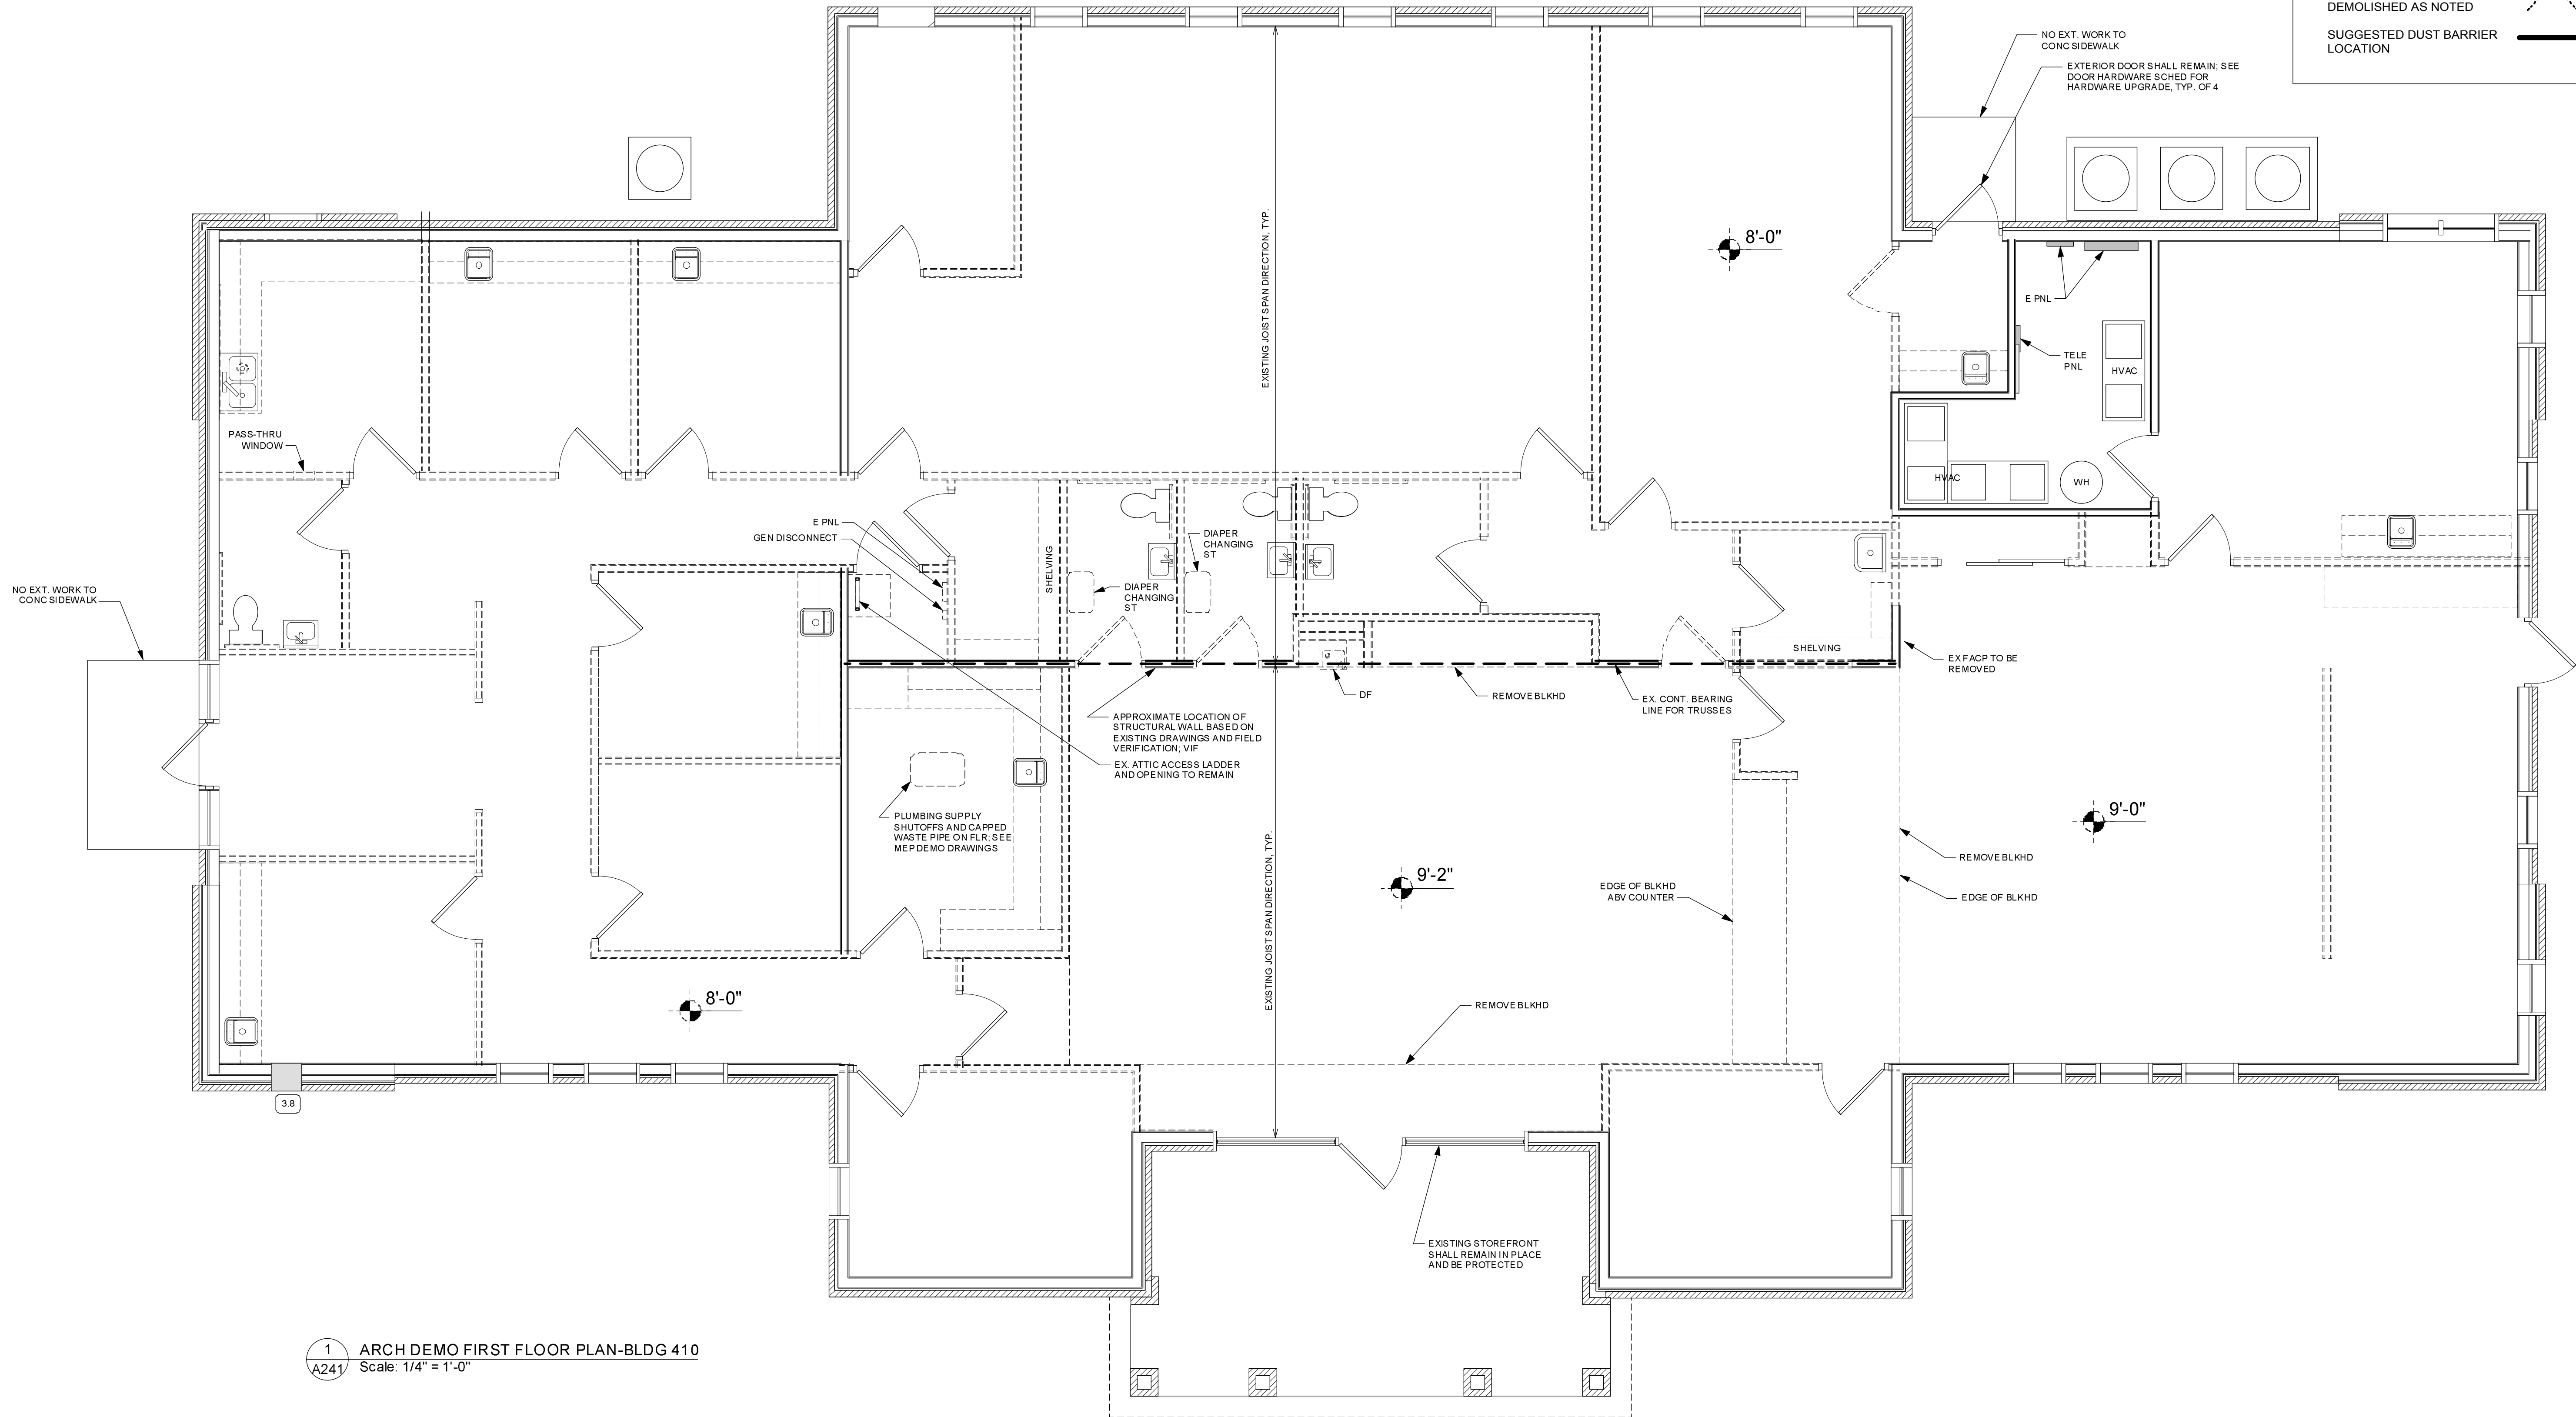 DEMOLISHED AS NOTED
SUGGESTED DUST BARRIER
LOCATION
NO EXT. WORK TO
CONC SIDEWALK
EXTERIOR DOOR SHALL REMAIN; SEE
DOOR HARDWARE SCHED FOR
HARDWARE UPGRADE, TYP. OF 4
EXISTING JOIST SPAN DIRECTION, TYP.
8'-0"
E PNL
TELE
PNL
HVAC
HVAC
WH
PASS-THRU
WINDOW
E PNL
GEN DISCONNECT
SHELVING
DIAPER
CHANGING
ST
DIAPER
CHANGING
ST
NO EXT. WORK TO
CONC SIDEWALK
SHELVING
EX FACP TO BE
REMOVED
DF
REMOVE BLKHD
EX. CONT. BEARING
LINE FOR TRUSSES
APPROXIMATE LOCATION OF
STRUCTURAL WALL BASED ON
EXISTING DRAWINGS AND FIELD
VERIFICATION; VIF
EX. ATTIC ACCESS LADDER
AND OPENING TO REMAIN
PLUMBING SUPPLY
SHUTOFFS AND CAPPED
WASTE PIPE ON FLR; SEE
MEP DEMO DRAWINGS
9'-0"
REMOVE BLKHD
9'-2"
EDGE OF BLKHD
ABV COUNTER
EDGE OF BLKHD
EXISTING JOIST SPAN DIRECTION, TYP.
8'-0"
REMOVE BLKHD
3.8
EXISTING STOREFRONT
SHALL REMAIN IN PLACE
AND BE PROTECTED
1
A241
ARCH DEMO FIRST FLOOR PLAN-BLDG 410
Scale: 1/4" = 1'-0"